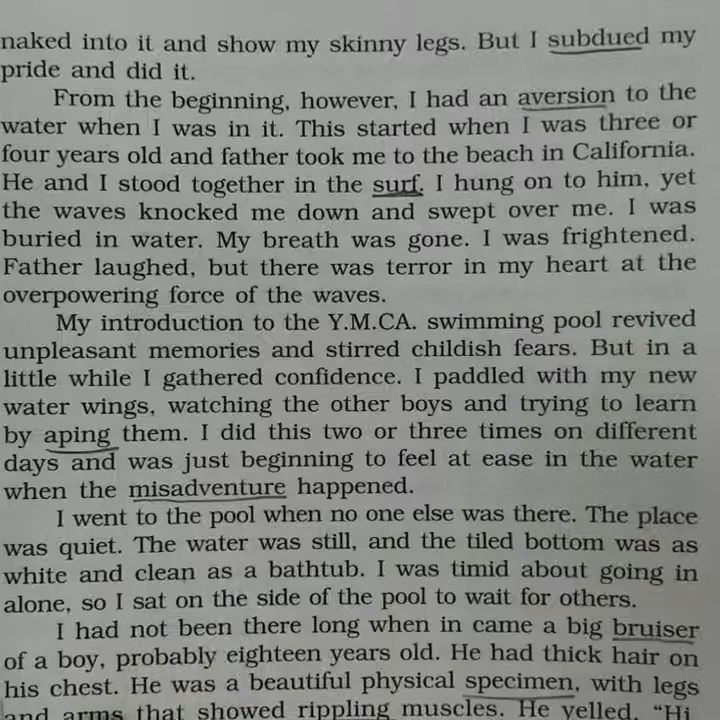 naked into it and show my skinny legs. But I subdued my
pride and did it.
From the beginning, however, I had an aversion to the
water when I was in it. This started when I was three or
four years old and father took me to the beach in California.
He and I stood together in the surf. I hung on to him, yet
the waves knocked me down and swept over me. I was
buried in water. My breath was gone. I was frightened.
Father laughed, but there was terror in my heart at the
overpowering force of the waves.
My introduction to the Y.M.CA. swimming pool revived
unpleasant memories and stirred childish fears. But in a
little while I gathered confidence. I paddled with my new
water wings, watching the other boys and trying to learn
by aping them. I did this two or three times on different
days and was just beginning to feel at ease in the water
when the misadventure happened.
I went to the pool when no one else was there. The place
was quiet. The water was still, and the tiled bottom was as
white and clean as a bathtub. I was timid about going in
alone, so I sat on the side of the pool to wait for others.
I had not been there long when in came a big bruiser
of a boy, probably eighteen years old. He had thick hair on
his chest. He was a beautiful physical specimen, with legs
and arms that showed rippling muscles. He yelled, “Hi,